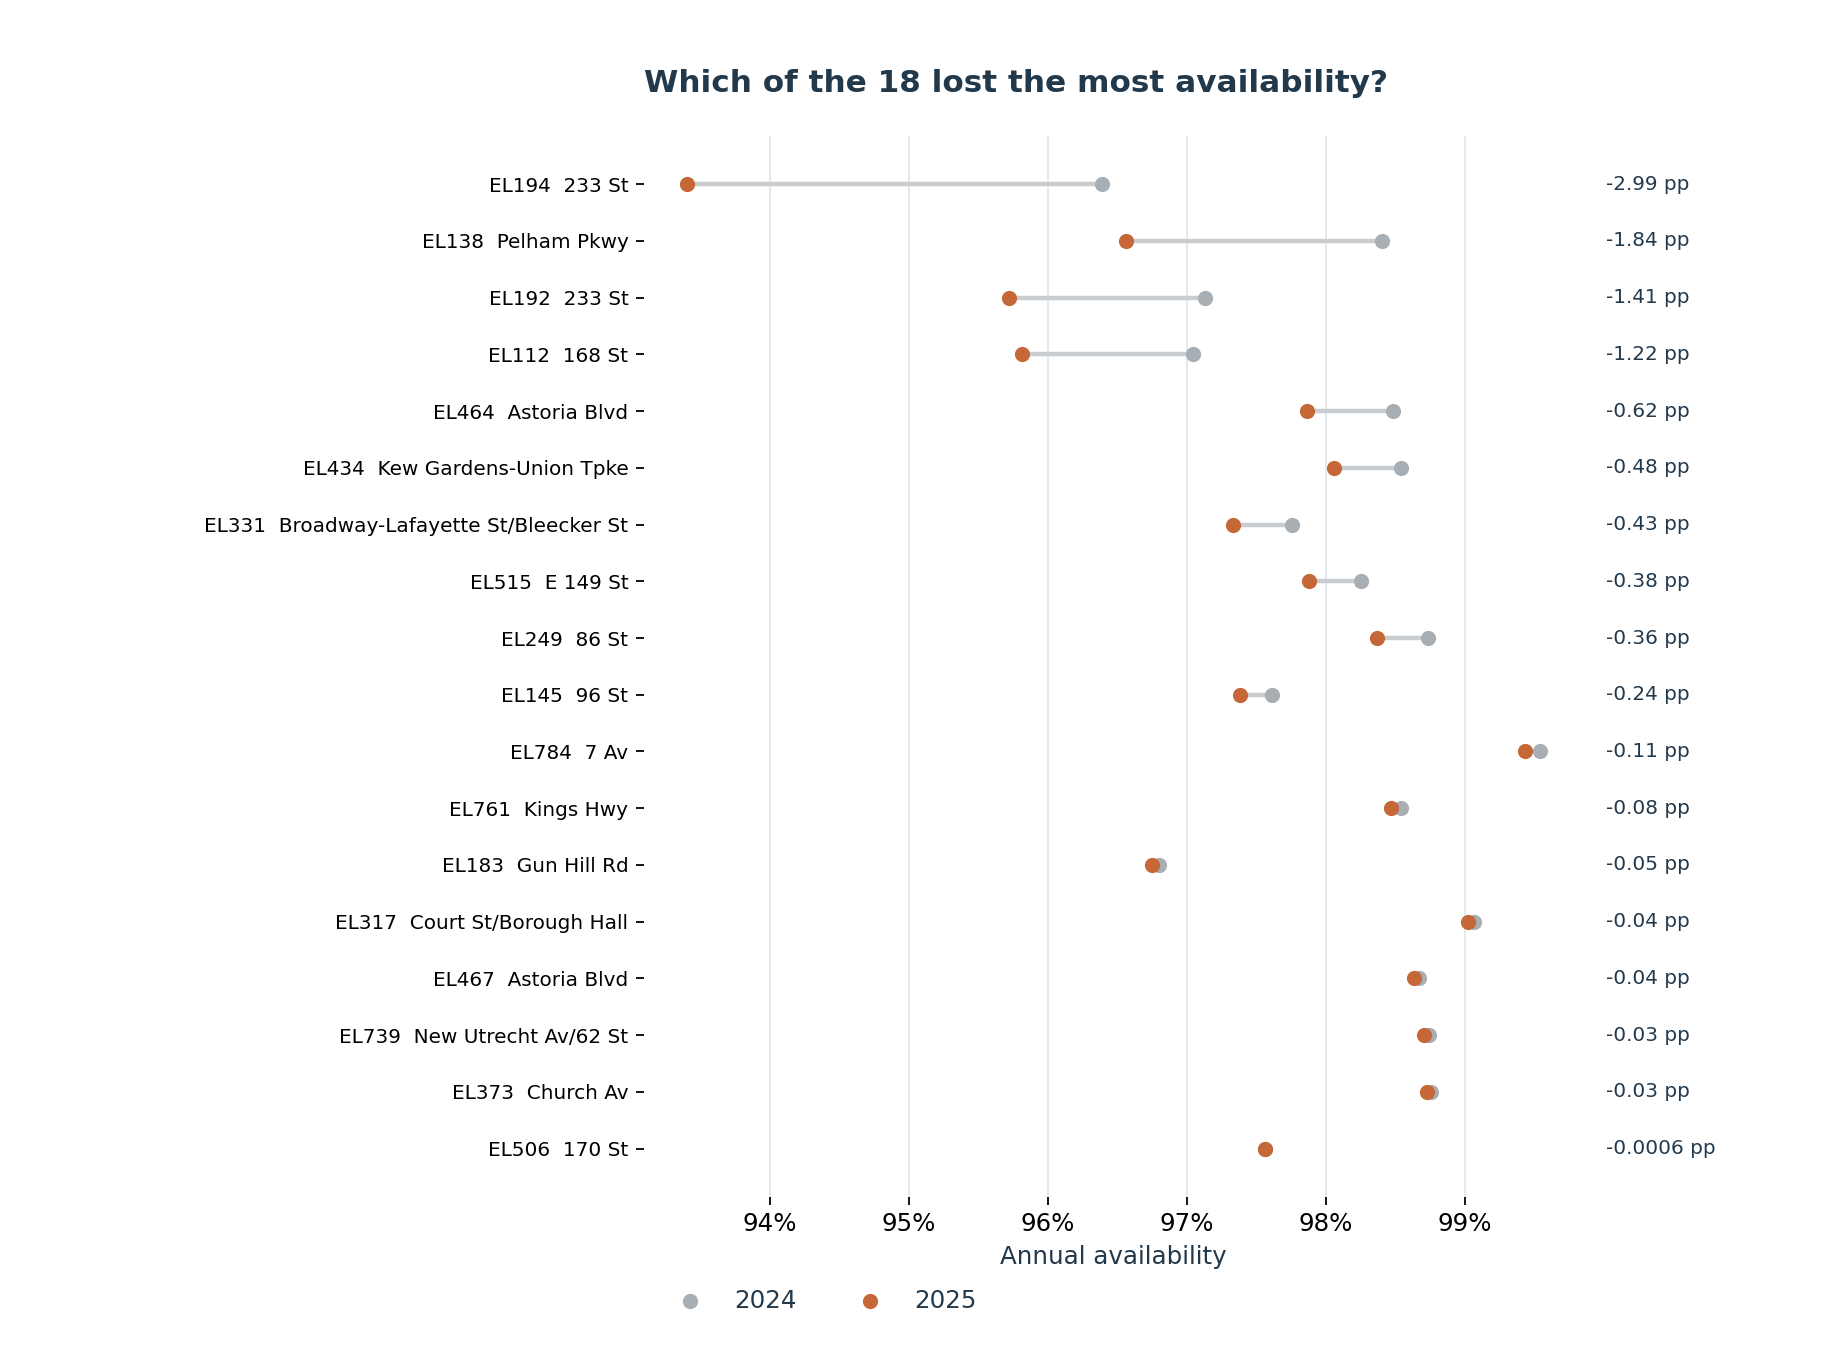 Which of the 18 lost the most availability?
EL194  233 St  -2.99 pp
EL138  Pelham Pkwy  -1.84 pp
EL192  233 St  -1.41 pp
EL112  168 St  -1.22 pp
EL464  Astoria Blvd  -0.62 pp
EL434  Kew Gardens-Union Tpke  -0.48 pp
EL331  Broadway-Lafayette St/Bleecker St  -0.43 pp
EL515  E 149 St  -0.38 pp
EL249  86 St  -0.36 pp
EL145  96 St  -0.24 pp
EL784  7 Av  -0.11 pp
EL761  Kings Hwy  -0.08 pp
EL183  Gun Hill Rd  -0.05 pp
EL317  Court St/Borough Hall  -0.04 pp
EL467  Astoria Blvd  -0.04 pp
EL739  New Utrecht Av/62 St  -0.03 pp
EL373  Church Av  -0.03 pp
EL506  170 St  -0.0006 pp
94%  95%  96%  97%  98%  99%
Annual availability
2024  2025